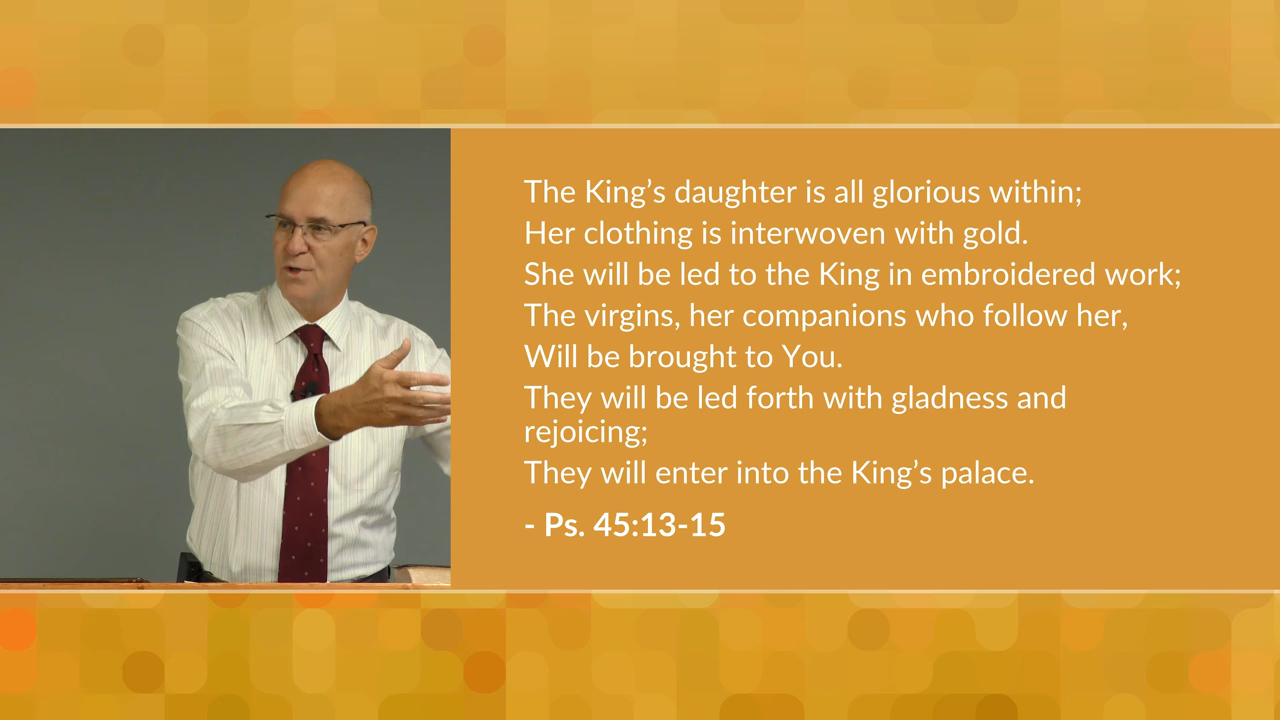 The King’s daughter is all glorious within;
Her clothing is interwoven with gold.
She will be led to the King in embroidered work;
The virgins, her companions who follow her,
Will be brought to You.
They will be led forth with gladness and
rejoicing;
They will enter into the King’s palace.
- Ps. 45:13-15